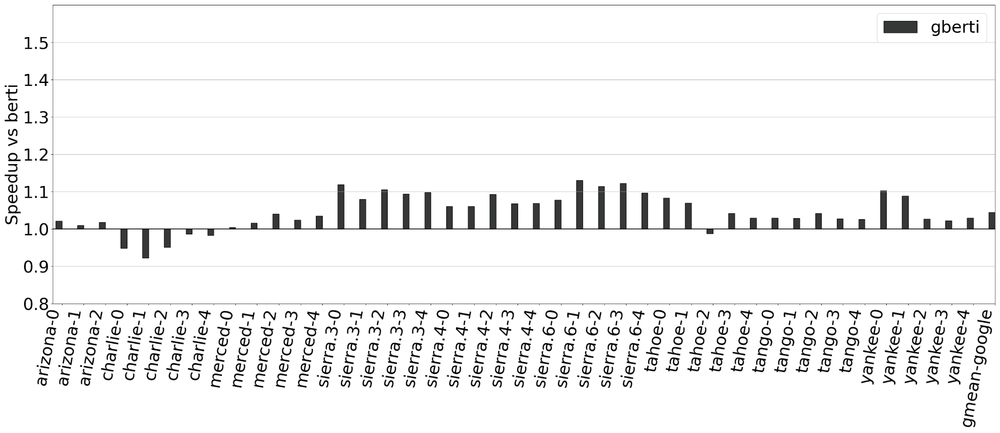 gberti
Speedup vs berti
1.5
1.4
1.3
1.2
1.1
1.0
0.9
0.8
arizona-0
arizona-1
arizona-2
charlie-0
charlie-1
charlie-2
charlie-3
charlie-4
merced-0
merced-1
merced-2
merced-3
merced-4
sierra.3-0
sierra.3-1
sierra.3-2
sierra.3-3
sierra.3-4
sierra.4-0
sierra.4-1
sierra.4-2
sierra.4-3
sierra.4-4
sierra.6-0
sierra.6-1
sierra.6-2
sierra.6-3
sierra.6-4
tahoe-0
tahoe-1
tahoe-2
tahoe-3
tahoe-4
tango-0
tango-1
tango-2
tango-3
tango-4
yankee-0
yankee-1
yankee-2
yankee-3
yankee-4
gmean-google